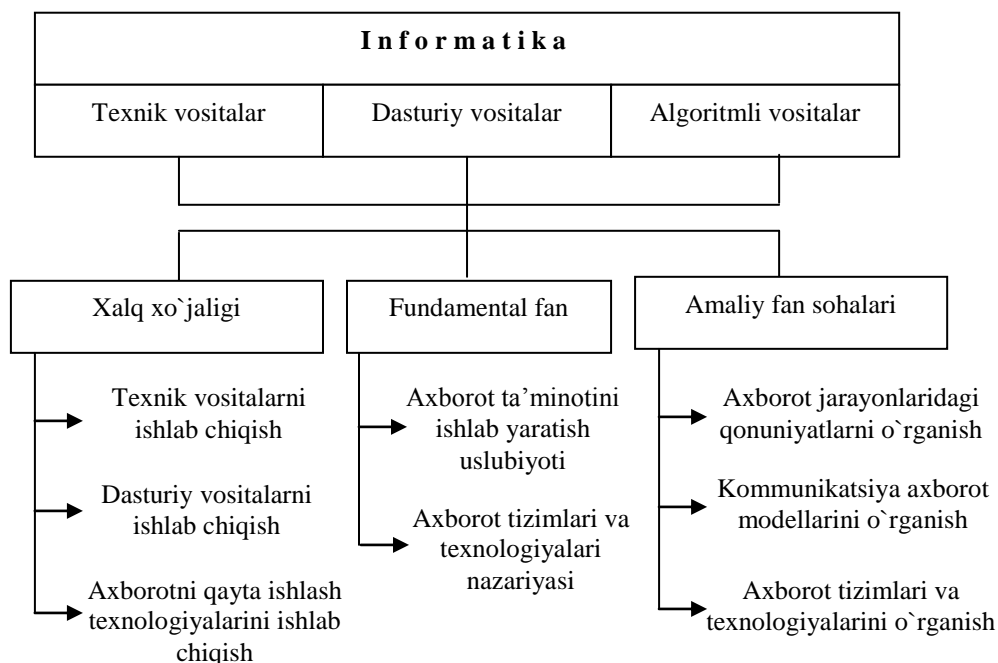 Informatika
Texnik vositalar
Dasturiy vositalar
Algoritmli vositalar
Xalq xo`jaligi
Fundamental fan
Amaliy fan sohalari
Texnik vositalarni
ishlab chiqish
Dasturiy vositalarni
ishlab chiqish
Axborotni qayta ishlash
texnologiyalarini ishlab
chiqish
Axborot ta’minotini
ishlab yaratish
uslubiyoti
Axborot tizimlari va
texnologiyalari
nazariyasi
Axborot jarayonlaridagi
qonuniyatlarni o`rganish
Kommunikatsiya axborot
modellarini o`rganish
Axborot tizimlari va
texnologiyalarini o`rganish